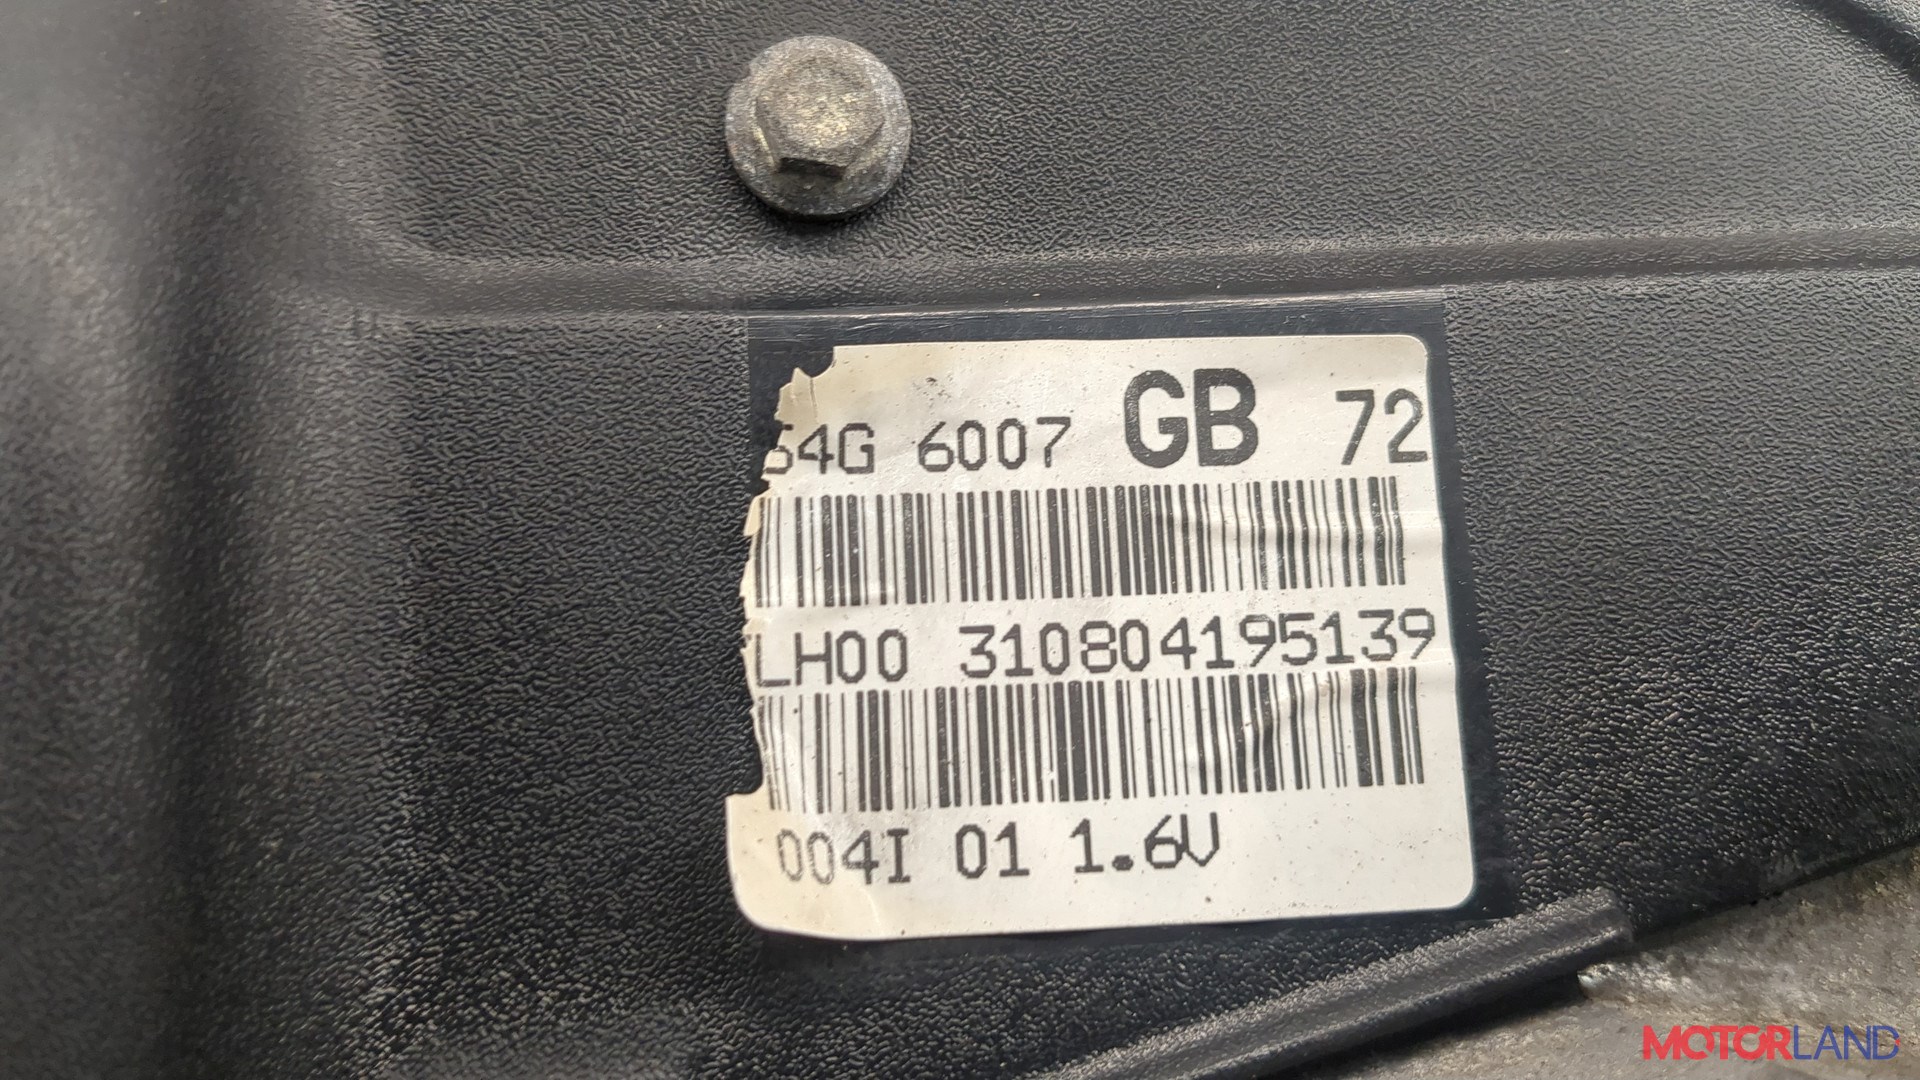 54G 6007 GB 72
LH00 310804195139
004I 01 1.6V
MOTORLAND